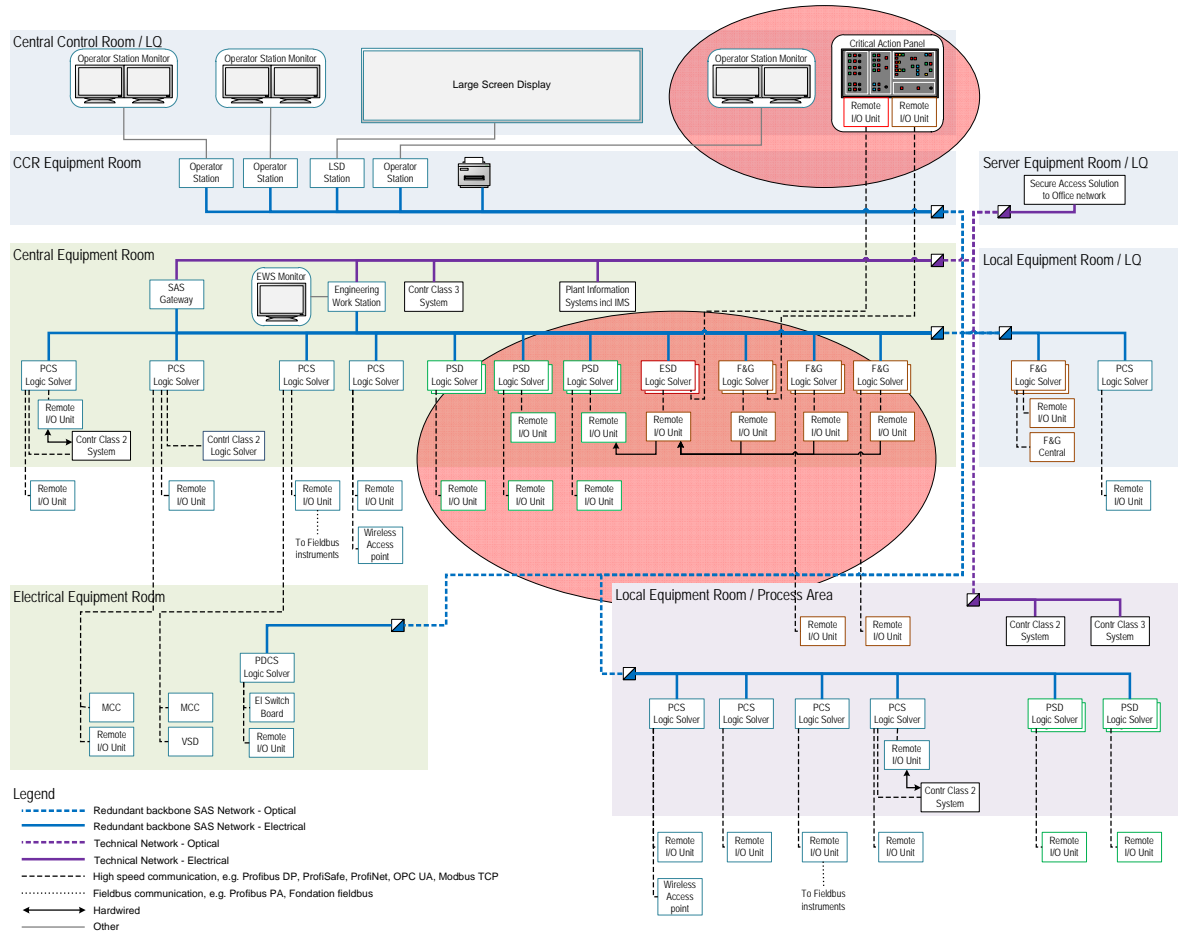 Central Control Room / LQ
Operator Station Monitor
Operator Station Monitor
Large Screen Display
Operator Station Monitor
Critical Action Panel
Remote
I/O Unit
Remote
I/O Unit
CCR Equipment Room
Operator
Station
Operator
Station
LSD
Station
Operator
Station
Server Equipment Room / LQ
Secure Access Solution
to Office network
Central Equipment Room
SAS
Gateway
EWS Monitor
Engineering
Work Station
Contr Class 3
System
Plant Information
Systems incl IMS
PCS
Logic Solver
PCS
Logic Solver
PCS
Logic Solver
PCS
Logic Solver
PSD
Logic Solver
PSD
Logic Solver
PSD
Logic Solver
ESD
Logic Solver
F&G
Logic Solver
F&G
Logic Solver
F&G
Logic Solver
Remote
I/O Unit
Contr Class 2
System
Contr Class 2
Logic Solver
Remote
I/O Unit
Remote
I/O Unit
Remote
I/O Unit
Remote
I/O Unit
Remote
I/O Unit
Remote
I/O Unit
Remote
I/O Unit
Remote
I/O Unit
Remote
I/O Unit
Remote
I/O Unit
Remote
I/O Unit
Remote
I/O Unit
Remote
I/O Unit
To Fieldbus
instruments
Wireless
Access
point
Local Equipment Room / LQ
F&G
Logic Solver
PCS
Logic Solver
Remote
I/O Unit
F&G
Central
Remote
I/O Unit
Electrical Equipment Room
PDCS
Logic Solver
MCC
Remote
I/O Unit
MCC
VSD
El Switch
Board
Remote
I/O Unit
Local Equipment Room / Process Area
Remote
I/O Unit
Remote
I/O Unit
Contr Class 2
System
Contr Class 3
System
PCS
Logic Solver
PCS
Logic Solver
PCS
Logic Solver
PCS
Logic Solver
PSD
Logic Solver
PSD
Logic Solver
Remote
I/O Unit
Contr Class 2
System
Remote
I/O Unit
Remote
I/O Unit
Remote
I/O Unit
Remote
I/O Unit
Remote
I/O Unit
Remote
I/O Unit
Wireless
Access
point
To Fieldbus
instruments
Legend
Redundant backbone SAS Network - Optical
Redundant backbone SAS Network - Electrical
Technical Network - Optical
Technical Network - Electrical
High speed communication, e.g. Profibus DP, ProfiSafe, ProfiNet, OPC UA, Modbus TCP
Fieldbus communication, e.g. Profibus PA, Fondation fieldbus
Hardwired
Other